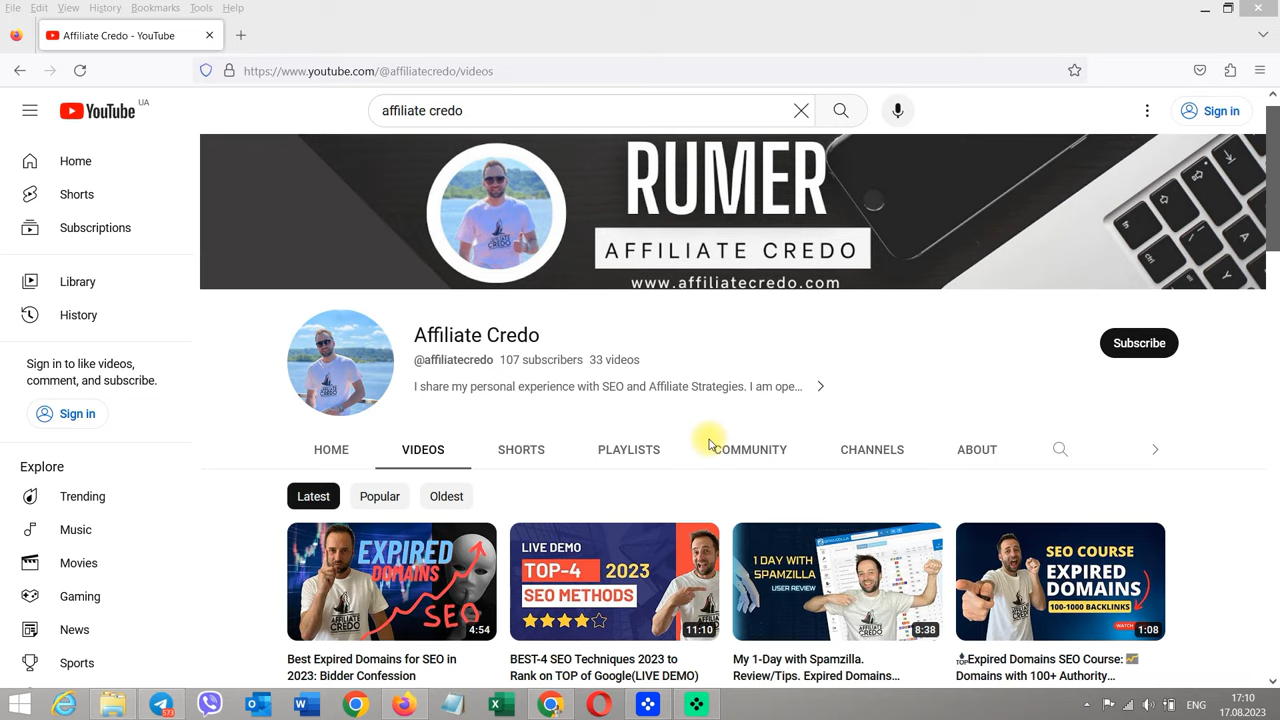 File Edit View History Bookmarks Tools Help
Affiliate Credo - YouTube
https://www.youtube.com/@affiliatecredo/videos
YouTube UA
affiliate credo
Sign in
Home
Shorts
Subscriptions
Library
History
Sign in to like videos,
comment, and subscribe.
Sign in
Explore
Trending
Music
Movies
Gaming
News
Sports
RUMER
AFFILIATE CREDO
www.affiliatecredo.com
Affiliate Credo
@affiliatecredo 107 subscribers 33 videos
I share my personal experience with SEO and Affiliate Strategies. I am ope...
Subscribe
HOME VIDEOS SHORTS PLAYLISTS COMMUNITY CHANNELS ABOUT
Latest Popular Oldest
EXPIRED
DOMAINS
SEO
4:54
Best Expired Domains for SEO in
2023: Bidder Confession
LIVE DEMO
TOP-4 2023
SEO METHODS
11:10
BEST-4 SEO Techniques 2023 to
Rank on TOP of Google(LIVE DEMO)
1 DAY WITH
SPAMZILLA
USER REVIEW
8:38
My 1-Day with Spamzilla.
Review/Tips. Expired Domains...
SEO COURSE
EXPIRED
DOMAINS
100-1000 BACKLINKS
WATCH
1:08
Expired Domains SEO Course:
Domains with 100+ Authority...
573
ENG
17:10
17.08.2023